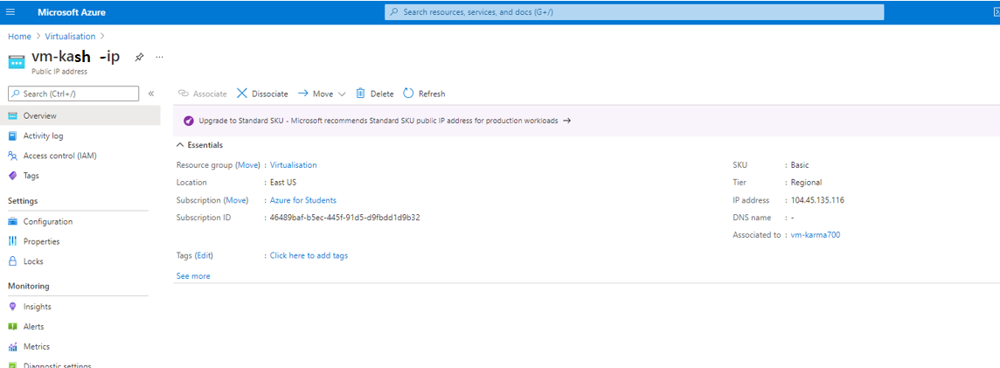 Microsoft Azure
Search resources, services, and docs (G+/)
Home > Virtualisation >
vm-kash -ip
Public IP address
Search (Ctrl+/)
Associate Dissociate Move Delete Refresh
Overview
Activity log
Access control (IAM)
Tags
Settings
Configuration
Properties
Locks
Monitoring
Insights
Alerts
Metrics
Diagnostic settings
Upgrade to Standard SKU - Microsoft recommends Standard SKU public IP address for production workloads
Essentials
Resource group (Move) : Virtualisation
Location : East US
Subscription (Move) : Azure for Students
Subscription ID : 46489baf-b5ec-445f-91d5-d9fbdd1d9b32
SKU : Basic
Tier : Regional
IP address : 104.45.135.116
DNS name : -
Associated to : vm-karma700
Tags (Edit) : Click here to add tags
See more